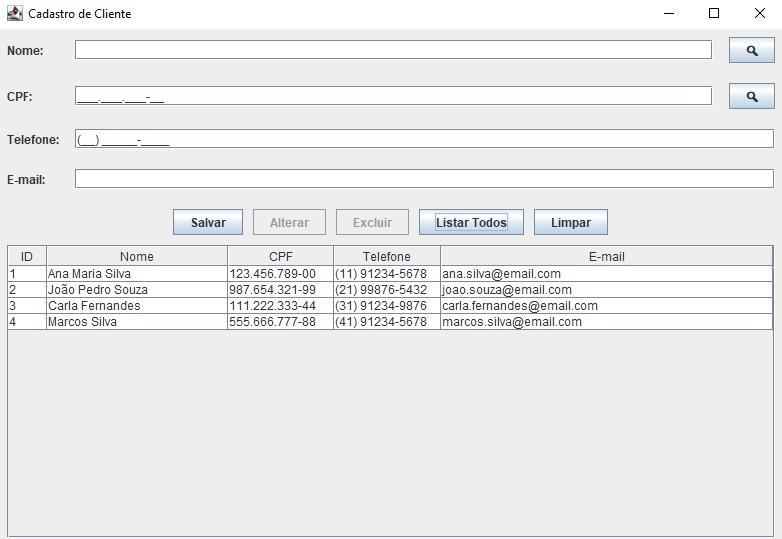 Cadastro de Cliente
Nome:
CPF: ___.___.___-__
Telefone: (__) _____-____
E-mail:
Salvar Alterar Excluir Listar Todos Limpar
ID Nome CPF Telefone E-mail
1 Ana Maria Silva 123.456.789-00 (11) 91234-5678 ana.silva@email.com
2 João Pedro Souza 987.654.321-99 (21) 99876-5432 joao.souza@email.com
3 Carla Fernandes 111.222.333-44 (31) 91234-9876 carla.fernandes@email.com
4 Marcos Silva 555.666.777-88 (41) 91234-5678 marcos.silva@email.com